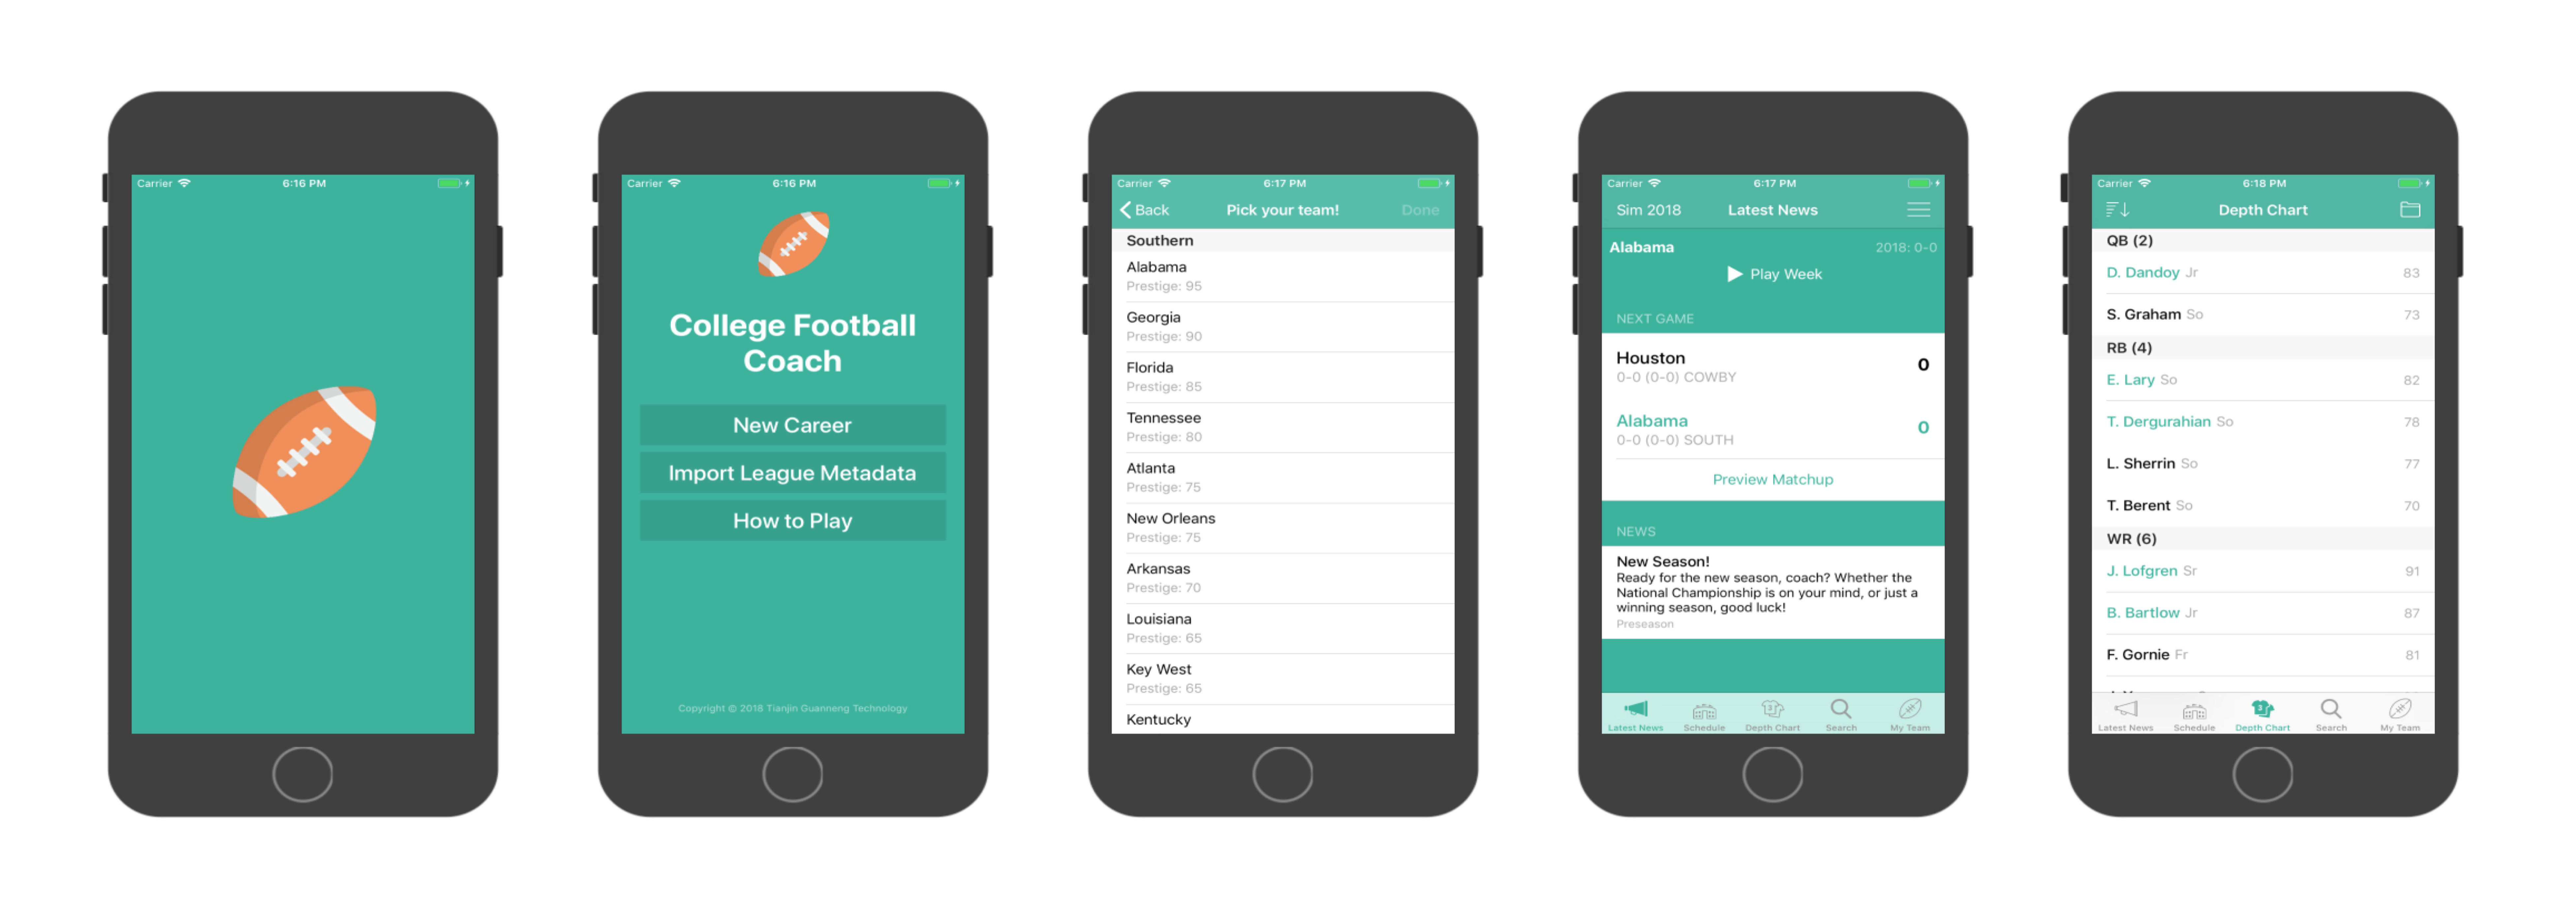 Carrier
6:16 PM
Carrier
6:16 PM
College Football
Coach
New Career
Import League Metadata
How to Play
Copyright © 2018 Tianjin Guanneng Technology
Carrier
6:17 PM
Back
Pick your team!
Done
Southern
Alabama
Prestige: 95
Georgia
Prestige: 90
Florida
Prestige: 85
Tennessee
Prestige: 80
Atlanta
Prestige: 75
New Orleans
Prestige: 75
Arkansas
Prestige: 70
Louisiana
Prestige: 65
Key West
Prestige: 65
Kentucky
Carrier
6:17 PM
Sim 2018
Latest News
Alabama
2018: 0-0
Play Week
NEXT GAME
Houston
0
0-0 (0-0) COWBY
Alabama
0
0-0 (0-0) SOUTH
Preview Matchup
NEWS
New Season!
Ready for the new season, coach? Whether the
National Championship is on your mind, or just a
winning season, good luck!
Preseason
Latest News
Schedule
Depth Chart
Search
My Team
Carrier
6:18 PM
Depth Chart
QB (2)
D. Dandoy Jr 83
S. Graham So 73
RB (4)
E. Lary So 82
T. Dergurahian So 78
L. Sherrin So 77
T. Berent So 70
WR (6)
J. Lofgren Sr 91
B. Bartlow Jr 87
F. Gornie Fr 81
Latest News
Schedule
Depth Chart
Search
My Team